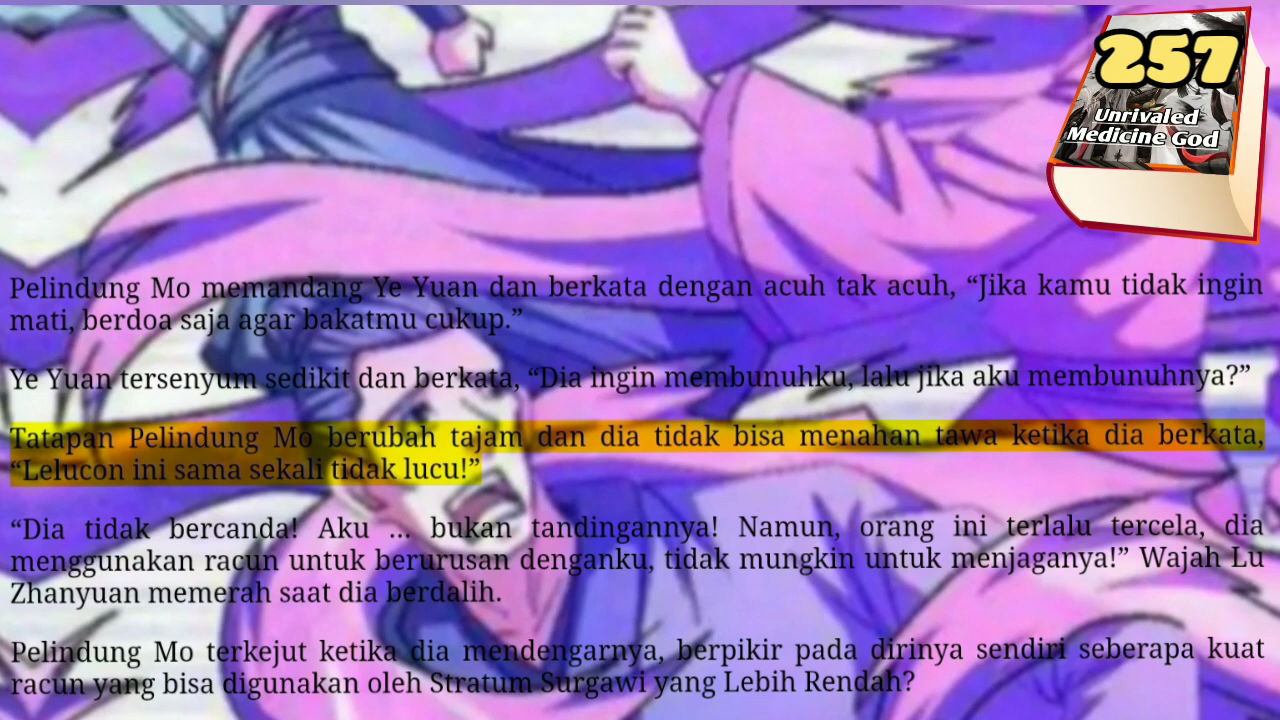 257
Unrivaled
Medicine God
Pelindung Mo memandang Ye Yuan dan berkata dengan acuh tak acuh, “Jika kamu tidak ingin
mati, berdoa saja agar bakatmu cukup.”
Ye Yuan tersenyum sedikit dan berkata, “Dia ingin membunuhku, lalu jika aku membunuhnya?”
Tatapan Pelindung Mo berubah tajam dan dia tidak bisa menahan tawa ketika dia berkata,
“Lelucon ini sama sekali tidak lucu!”
“Dia tidak bercanda! Aku ... bukan tandingannya! Namun, orang ini terlalu tercela, dia
menggunakan racun untuk berurusan denganku, tidak mungkin untuk menjaganya!” Wajah Lu
Zhanyuan memerah saat dia berdalih.
Pelindung Mo terkejut ketika dia mendengarnya, berpikir pada dirinya sendiri seberapa kuat
racun yang bisa digunakan oleh Stratum Surgawi yang Lebih Rendah?